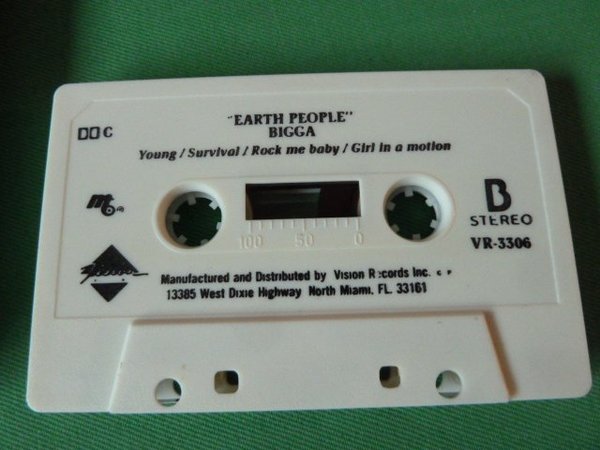 "EARTH PEOPLE"
BIGGA
C
Young / Survival / Rock me baby / Girl in a motion
B
STEREO
VR-3306
100 50 0
Manufactured and Distributed by Vision Records Inc.
13385 West Dixie Highway North Miami, FL. 33161